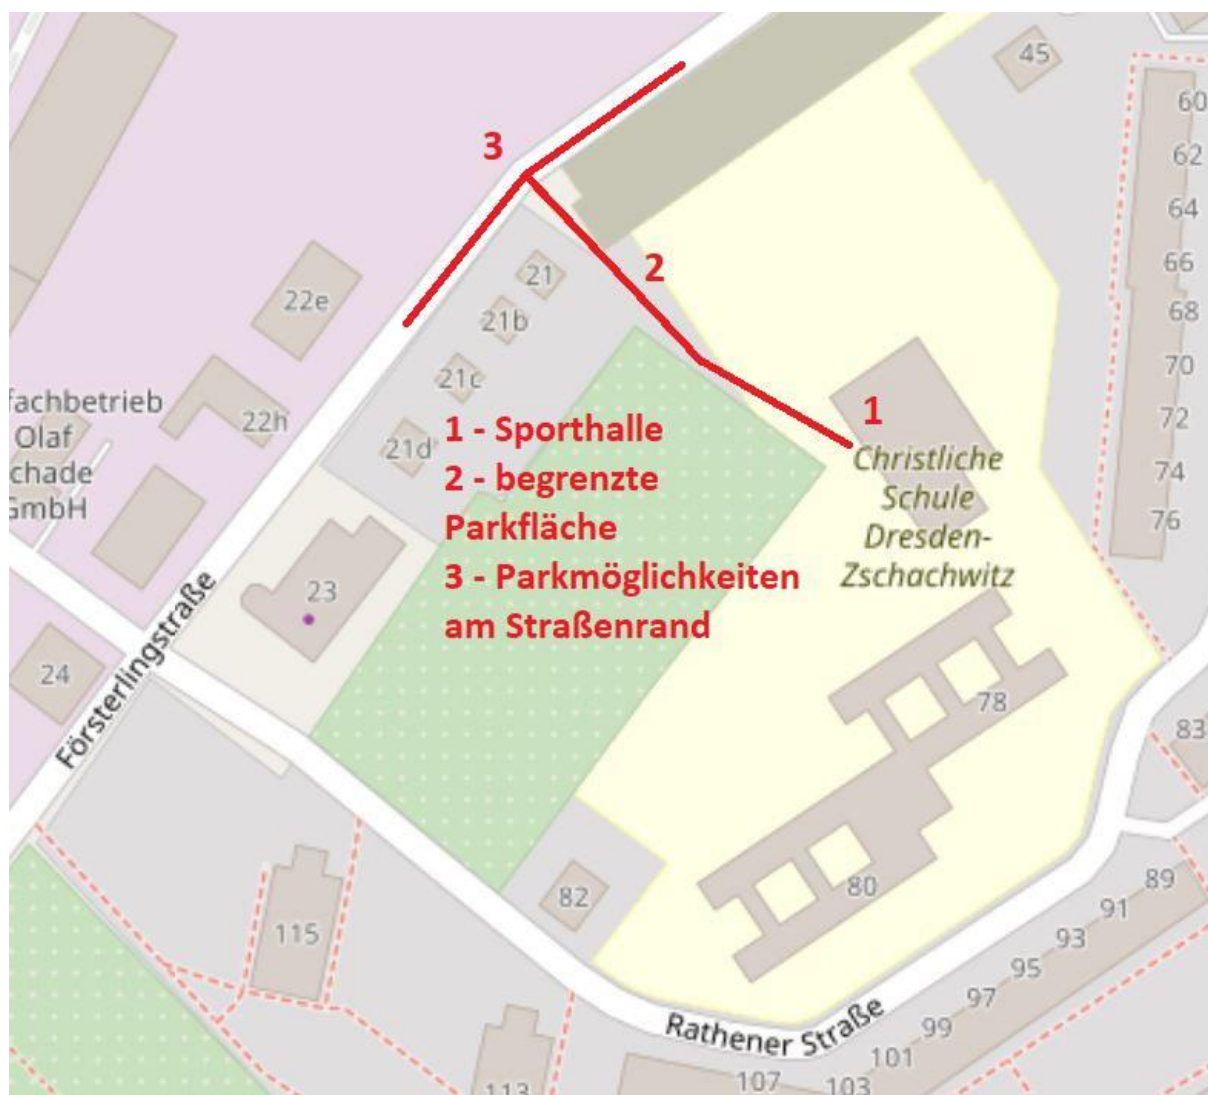 45
60
62
64
66
68
70
72
74
76
3
2
21
21b
21c
21d
22e
22h
fachbetrieb
Olaf
chade
GmbH
1
Christliche
Schule
Dresden-
Zschachwitz
1 - Sporthalle
2 - begrenzte
Parkfläche
3 - Parkmöglichkeiten
am Straßenrand
23
24
Försterlingstraße
78
83
80
82
89
91
93
95
97
99
101
103
107
113
115
Rathener Straße